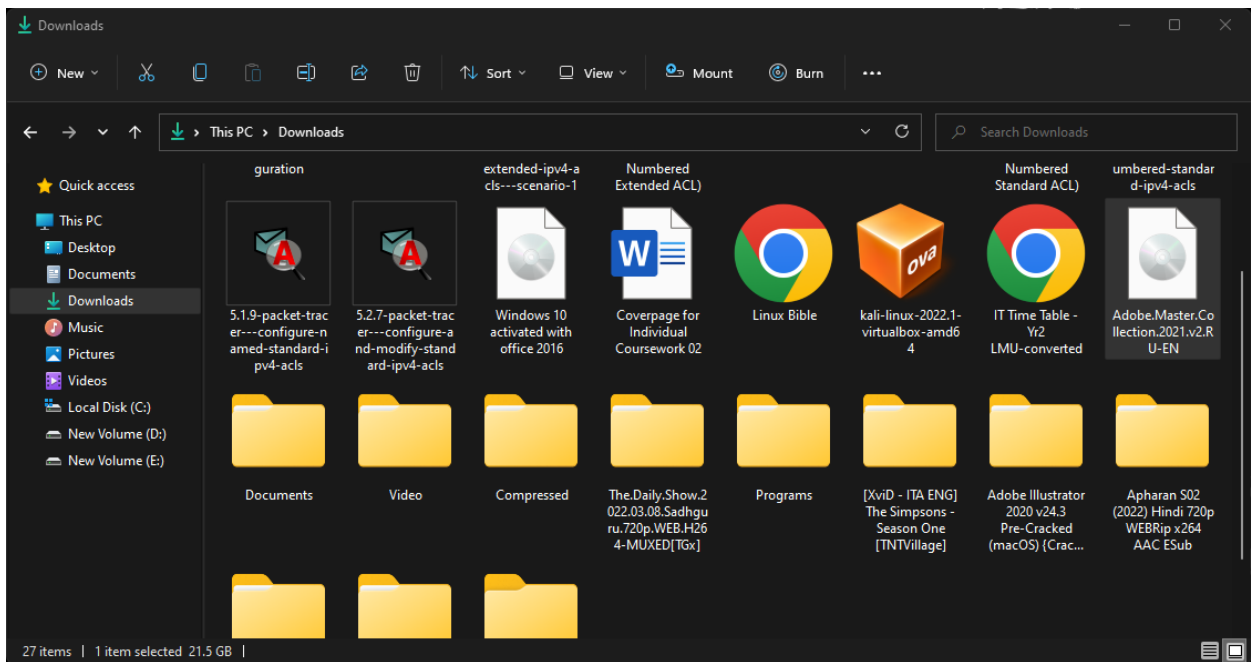 Downloads
New
Sort
View
Mount
Burn
This PC
Downloads
Search Downloads
Quick access
This PC
Desktop
Documents
Downloads
Music
Pictures
Videos
Local Disk (C:)
New Volume (D:)
New Volume (E:)
guration
extended-ipv4-a
cls---scenario-1
Numbered
Extended ACL)
Numbered
Standard ACL)
umbered-standar
d-ipv4-acls
5.1.9-packet-trac
er---configure-n
amed-standard-i
pv4-acls
5.2.7-packet-trac
er---configure-a
nd-modify-stand
ard-ipv4-acls
Windows 10
activated with
office 2016
W
Coverpage for
Individual
Coursework 02
Linux Bible
ova
kali-linux-2022.1-
virtualbox-amd6
4
IT Time Table -
Yr2
LMU-converted
Adobe.Master.Co
llection.2021.v2.R
U-EN
Documents
Video
Compressed
The.Daily.Show.2
022.03.08.Sadhgu
ru.720p.WEB.H26
4-MUXED[TGx]
Programs
[XviD - ITA ENG]
The Simpsons -
Season One
[TNTVillage]
Adobe Illustrator
2020 v24.3
Pre-Cracked
(macOS) {Crac...
Apharan S02
(2022) Hindi 720p
WEBRip x264
AAC ESub
27 items
1 item selected 21.5 GB